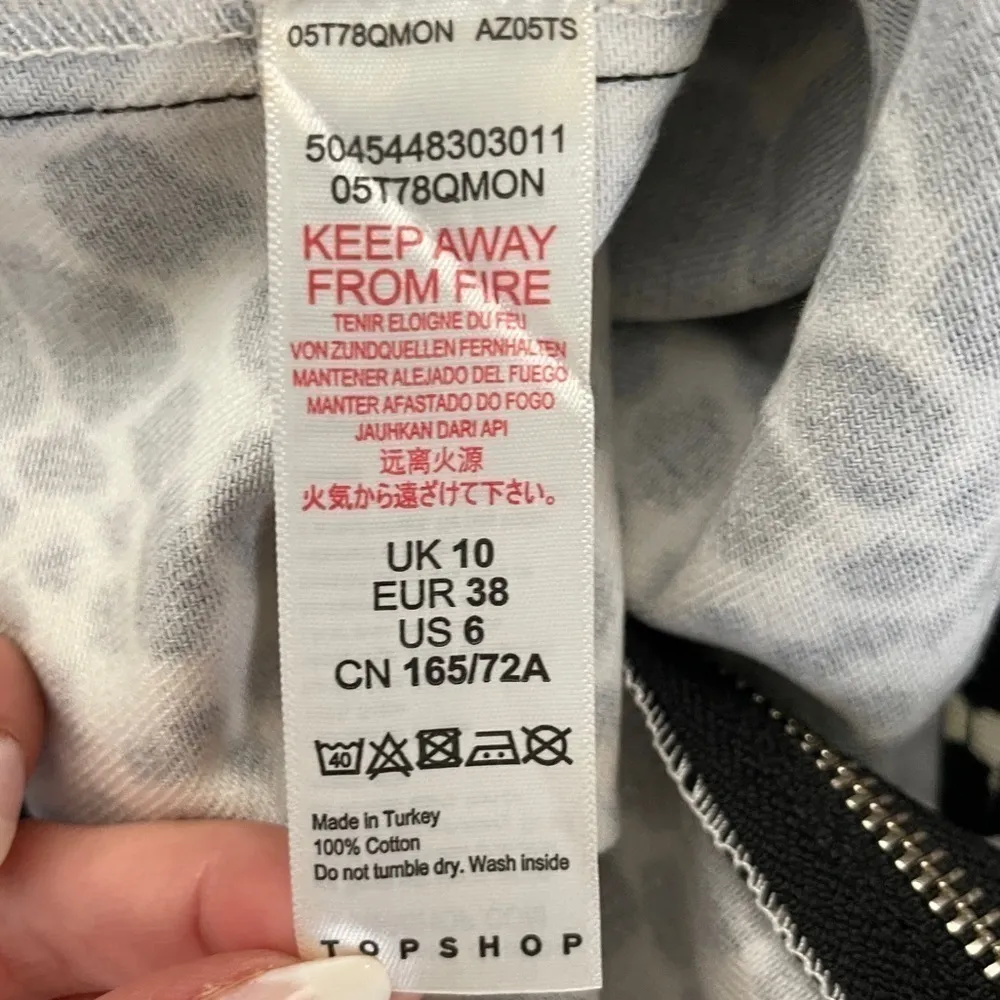 05T78QMON AZ05TS
5045448303011
05T78QMON
KEEP AWAY
FROM FIRE
TENIR ELOIGNE DU FEU
VON ZUNDQUELLEN FERNHALTEN
MANTENER ALEJADO DEL FUEGO
MANTER AFASTADO DO FOGO
JAUHKAN DARI API
远离火源
火気から遠ざけて下さい。
UK 10
EUR 38
US 6
CN 165/72A
40
Made in Turkey
100% Cotton
Do not tumble dry. Wash inside
TOPSHOP